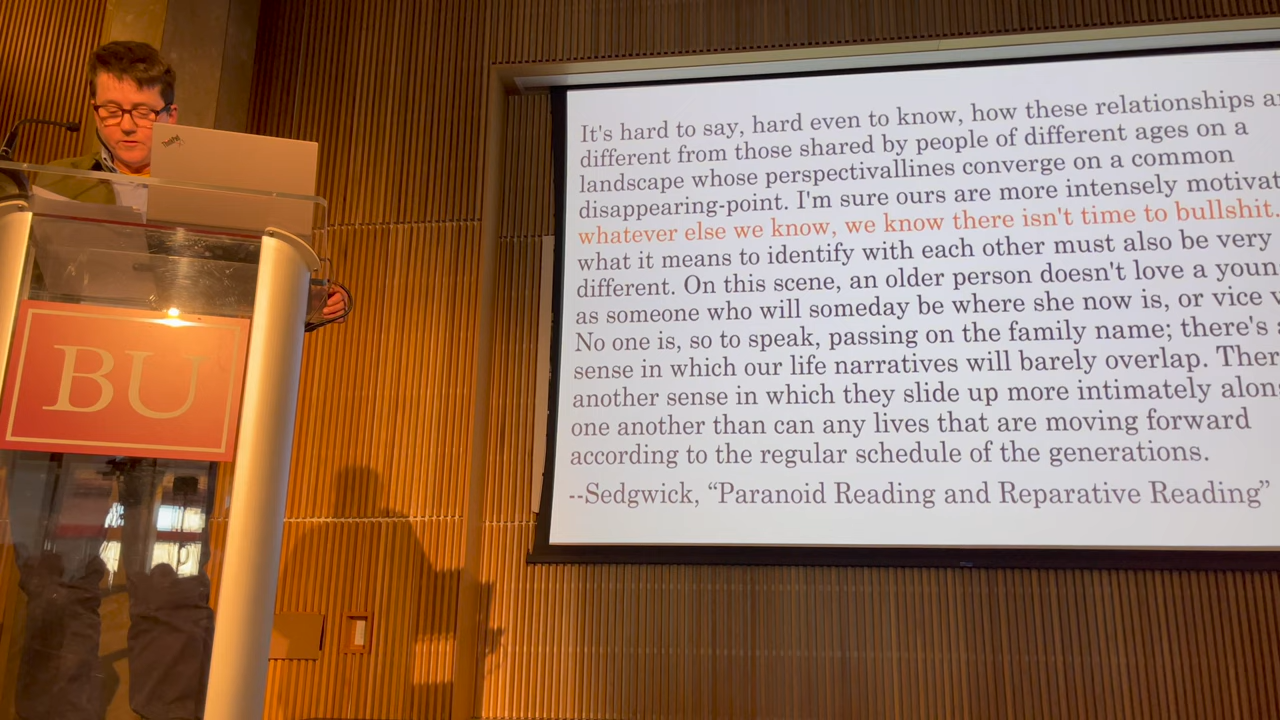 BU
ThinkPad
It's hard to say, hard even to know, how these relationships a
different from those shared by people of different ages on a
landscape whose perspectivallines converge on a common
disappearing-point. I'm sure ours are more intensely motivat
whatever else we know, we know there isn't time to bullshit.
what it means to identify with each other must also be very
different. On this scene, an older person doesn't love a youn
as someone who will someday be where she now is, or vice v
No one is, so to speak, passing on the family name; there's
sense in which our life narratives will barely overlap. Ther
another sense in which they slide up more intimately alon
one another than can any lives that are moving forward
according to the regular schedule of the generations.
--Sedgwick, “Paranoid Reading and Reparative Reading”